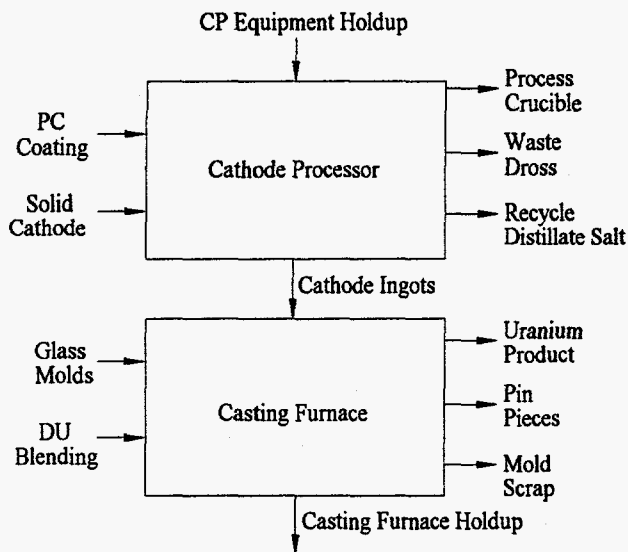 CP Equipment Holdup
PC
Coating
Solid
Cathode
Cathode Processor
Process
Crucible
Waste
Dross
Recycle
Distillate Salt
Cathode Ingots
Glass
Molds
DU
Blending
Casting Furnace
Uranium
Product
Pin
Pieces
Mold
Scrap
Casting Furnace Holdup